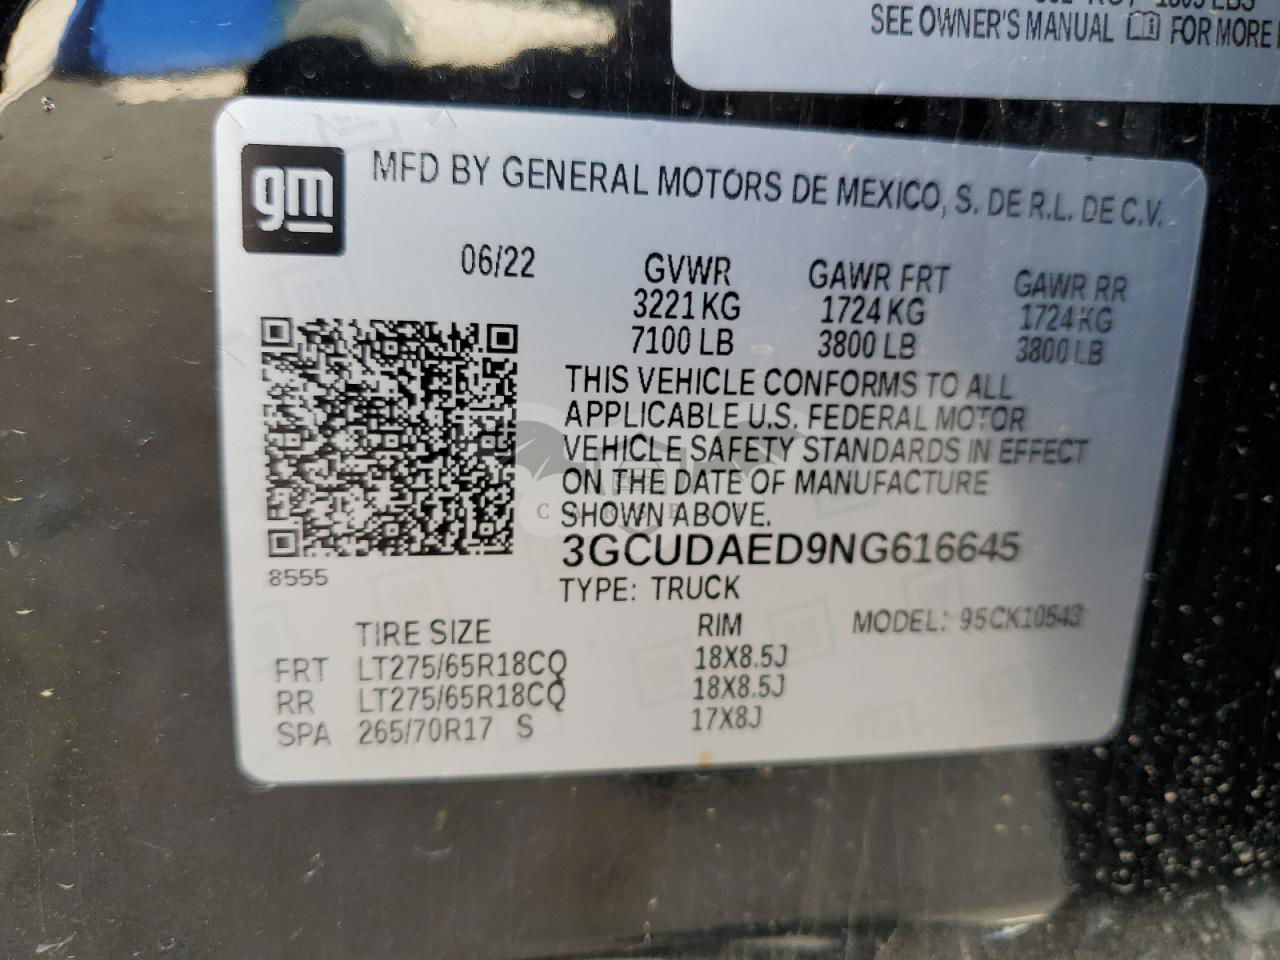 SEE OWNER'S MANUAL FOR MORE
gm
MFD BY GENERAL MOTORS DE MEXICO, S. DE R.L. DE C.V.
06/22 GVWR GAWR FRT GAWR RR
3221 KG 1724 KG 1724 KG
7100 LB 3800 LB 3800 LB
THIS VEHICLE CONFORMS TO ALL
APPLICABLE U.S. FEDERAL MOTOR
VEHICLE SAFETY STANDARDS IN EFFECT
ON THE DATE OF MANUFACTURE
SHOWN ABOVE.
3GCUDAED9NG616645
8555
TYPE: TRUCK
TIRE SIZE RIM MODEL: 95CK10543
FRT LT275/65R18CQ 18X8.5J
RR LT275/65R18CQ 18X8.5J
SPA 265/70R17 S 17X8J